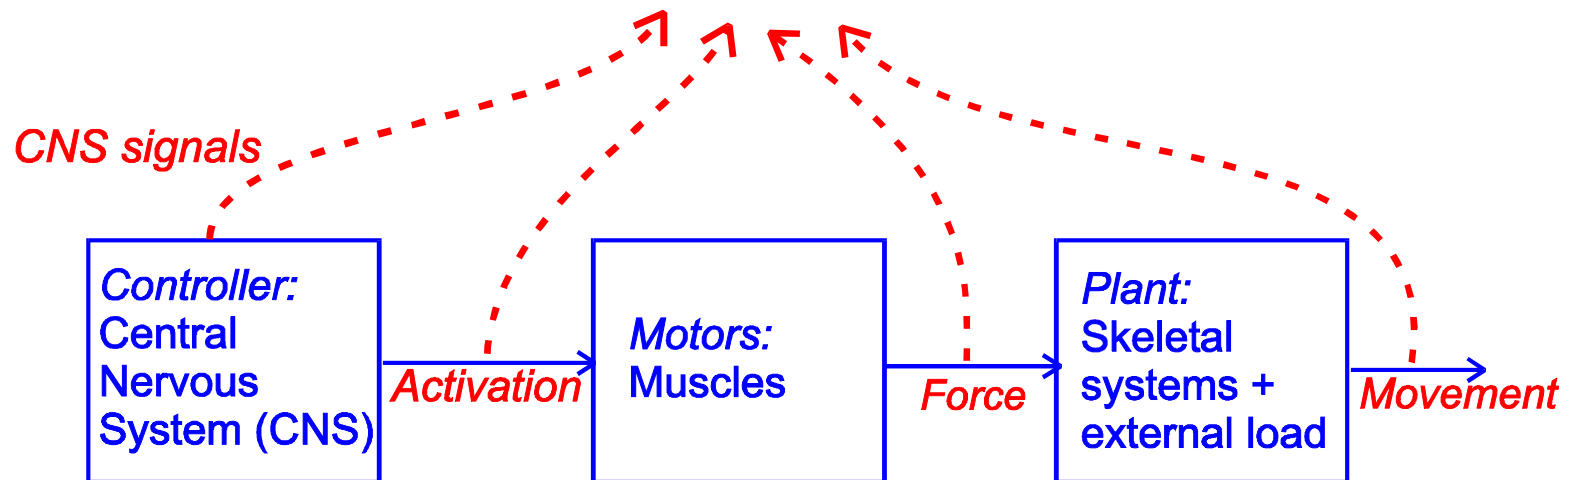 CNS signals
Controller:
Central
Nervous
System (CNS)
Activation
Motors:
Muscles
Force
Plant:
Skeletal
systems +
external load
Movement